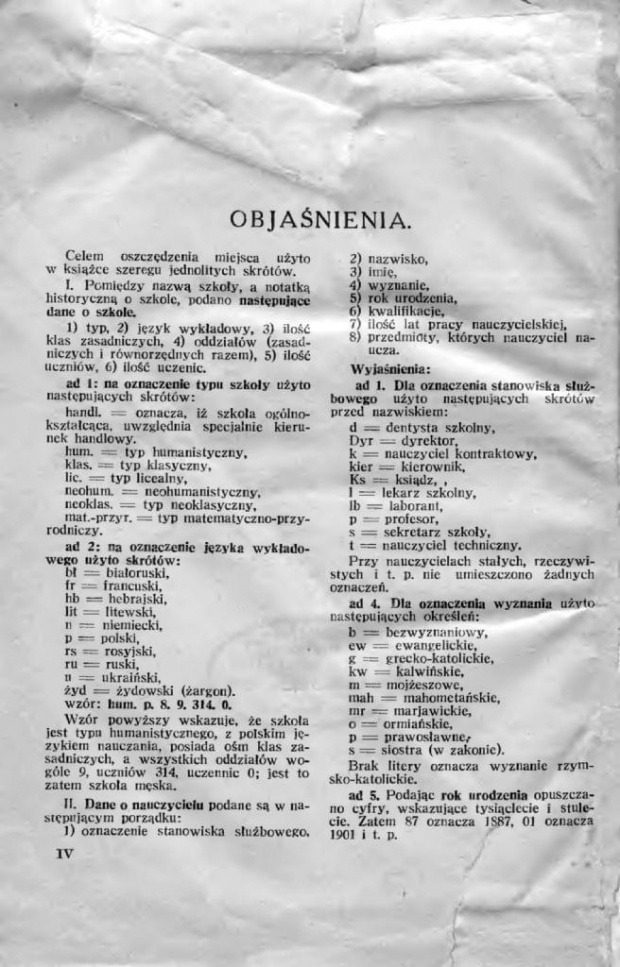 OBJAŚNIENIA.
Celem oszczędzenia miejsca użyto
w książce szeregu jednolitych skrótów.
I. Pomiędzy nazwą szkoły, a notatką
historyczną o szkole, podano następujące
dane o szkole.
1) typ, 2) język wykładowy, 3) ilość
klas zasadniczych, 4) oddziałów (zasad-
niczych i równorzędnych razem), 5) ilość
uczniów, 6) ilość uczenic.
ad 1: na oznaczenie typu szkoły użyto
następujących skrótów:
handl. = oznacza, iż szkoła ogólno-
kształcąca, uwzględnia specjalnie kieru-
nek handlowy.
hum. = typ humanistyczny,
klas. = typ klasyczny,
lic. = typ licealny,
neohum. = neohumanistyczny,
neoklas. = typ neoklasyczny,
mat.-przyr. = typ matematyczno-przy-
rodniczy.
ad 2: na oznaczenie języka wykłado-
wego użyto skrótów:
bł = białoruski,
fr = francuski,
hb = hebrajski,
lit = litewski,
n = niemiecki,
p = polski,
rs = rosyjski,
ru = ruski,
u = ukraiński,
żyd = żydowski (żargon).
wzór: hum. p. 8. 9. 314. 0.
Wzór powyższy wskazuje, że szkoła
jest typu humanistycznego, z polskim ję-
zykiem nauczania, posiada ośm klas za-
sadniczych, a wszystkich oddziałów wo-
góle 9, uczniów 314, uczennic 0; jest to
zatem szkoła męska.
II. Dane o nauczycielu podane są w na-
stępującym porządku:
1) oznaczenie stanowiska służbowego,
IV
2) nazwisko,
3) imię,
4) wyznanie,
5) rok urodzenia,
6) kwalifikacje,
7) ilość lat pracy nauczycielskiej,
8) przedmioty, których nauczyciel na-
ucza.
Wyjaśnienia:
ad 1. Dla oznaczenia stanowiska służ-
bowego użyto następujących skrótów
przed nazwiskiem:
d = dentysta szkolny,
Dyr = dyrektor,
k = nauczyciel kontraktowy,
kier = kierownik,
Ks = ksiądz, ,
l = lekarz szkolny,
lb = laborant,
p = profesor,
s = sekretarz szkoły,
t = nauczyciel techniczny.
Przy nauczycielach stałych, rzeczywi-
stych i t. p. nie umieszczono żadnych
oznaczeń.
ad 4. Dla oznaczenia wyznania użyto
następujących określeń:
b = bezwyznaniowy,
ew = ewangelickie,
g = grecko-katolickie,
kw = kalwińskie,
m = mojżeszowe,
mah = mahometańskie,
mr = marjawickie,
o = ormiańskie,
p = prawosławne,
s = siostra (w zakonie).
Brak litery oznacza wyznanie rzym-
sko-katolickie.
ad 5. Podając rok urodzenia opuszcza-
no cyfry, wskazujące tysiąclecie i stule-
cie. Zatem 87 oznacza 1887, 01 oznacza
1901 i t. p.